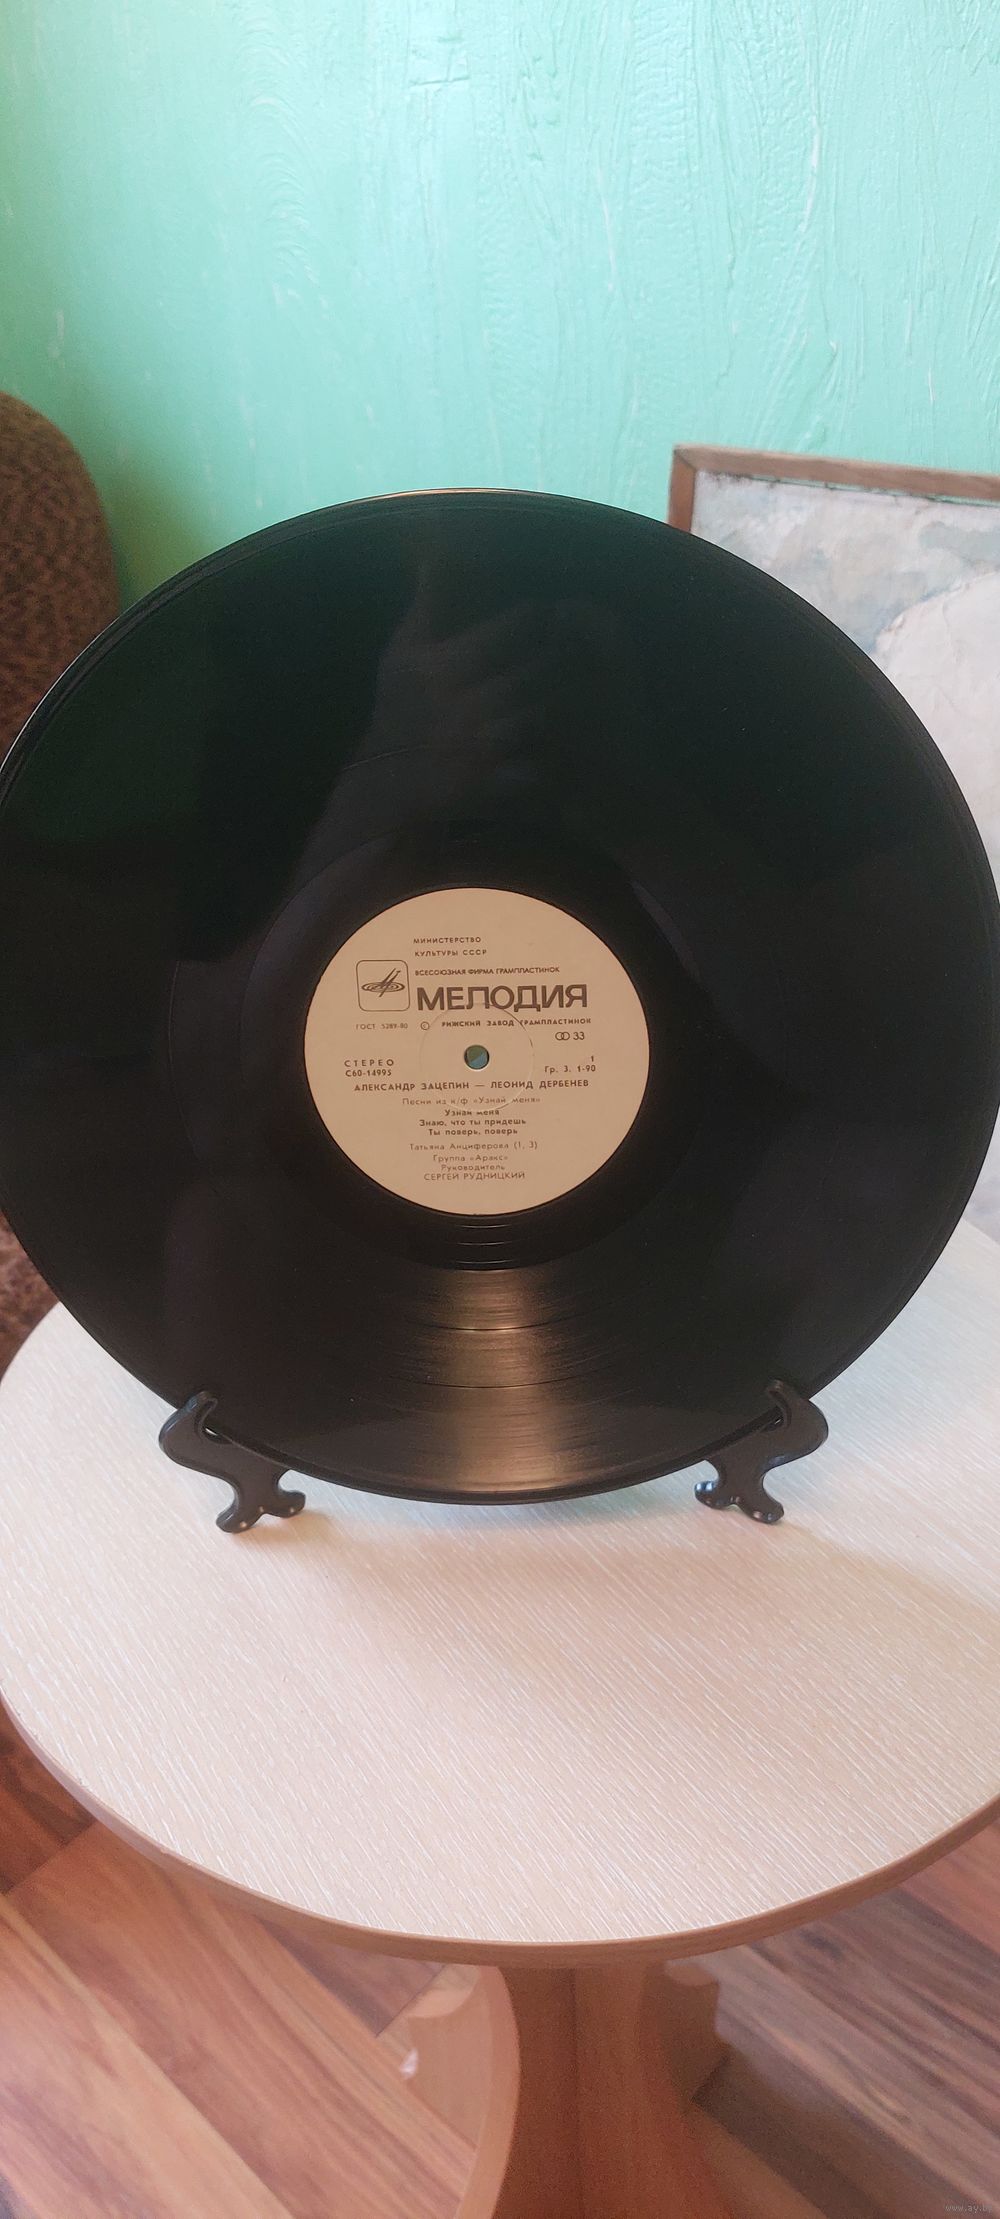 МИНИСТЕРСТВО
КУЛЬТУРЫ СССР
ВСЕСОЮЗНАЯ ФИРМА ГРАМПЛАСТИНОК
МЕЛОДИЯ
ГОСТ 5289-80 © РИЖСКИЙ ЗАВОД ГРАМПЛАСТИНОК
33
СТЕРЕО 1
С60-14995 Гр. 3. 1-90
АЛЕКСАНДР ЗАЦЕПИН — ЛЕОНИД ДЕРБЕНЕВ
Песни из к/ф «Узнай меня»
Узнай меня
Знаю, что ты придешь
Ты поверь, поверь
Татьяна Анциферова (1, 3)
Группа «Аракс»
Руководитель
СЕРГЕЙ РУДНИЦКИЙ